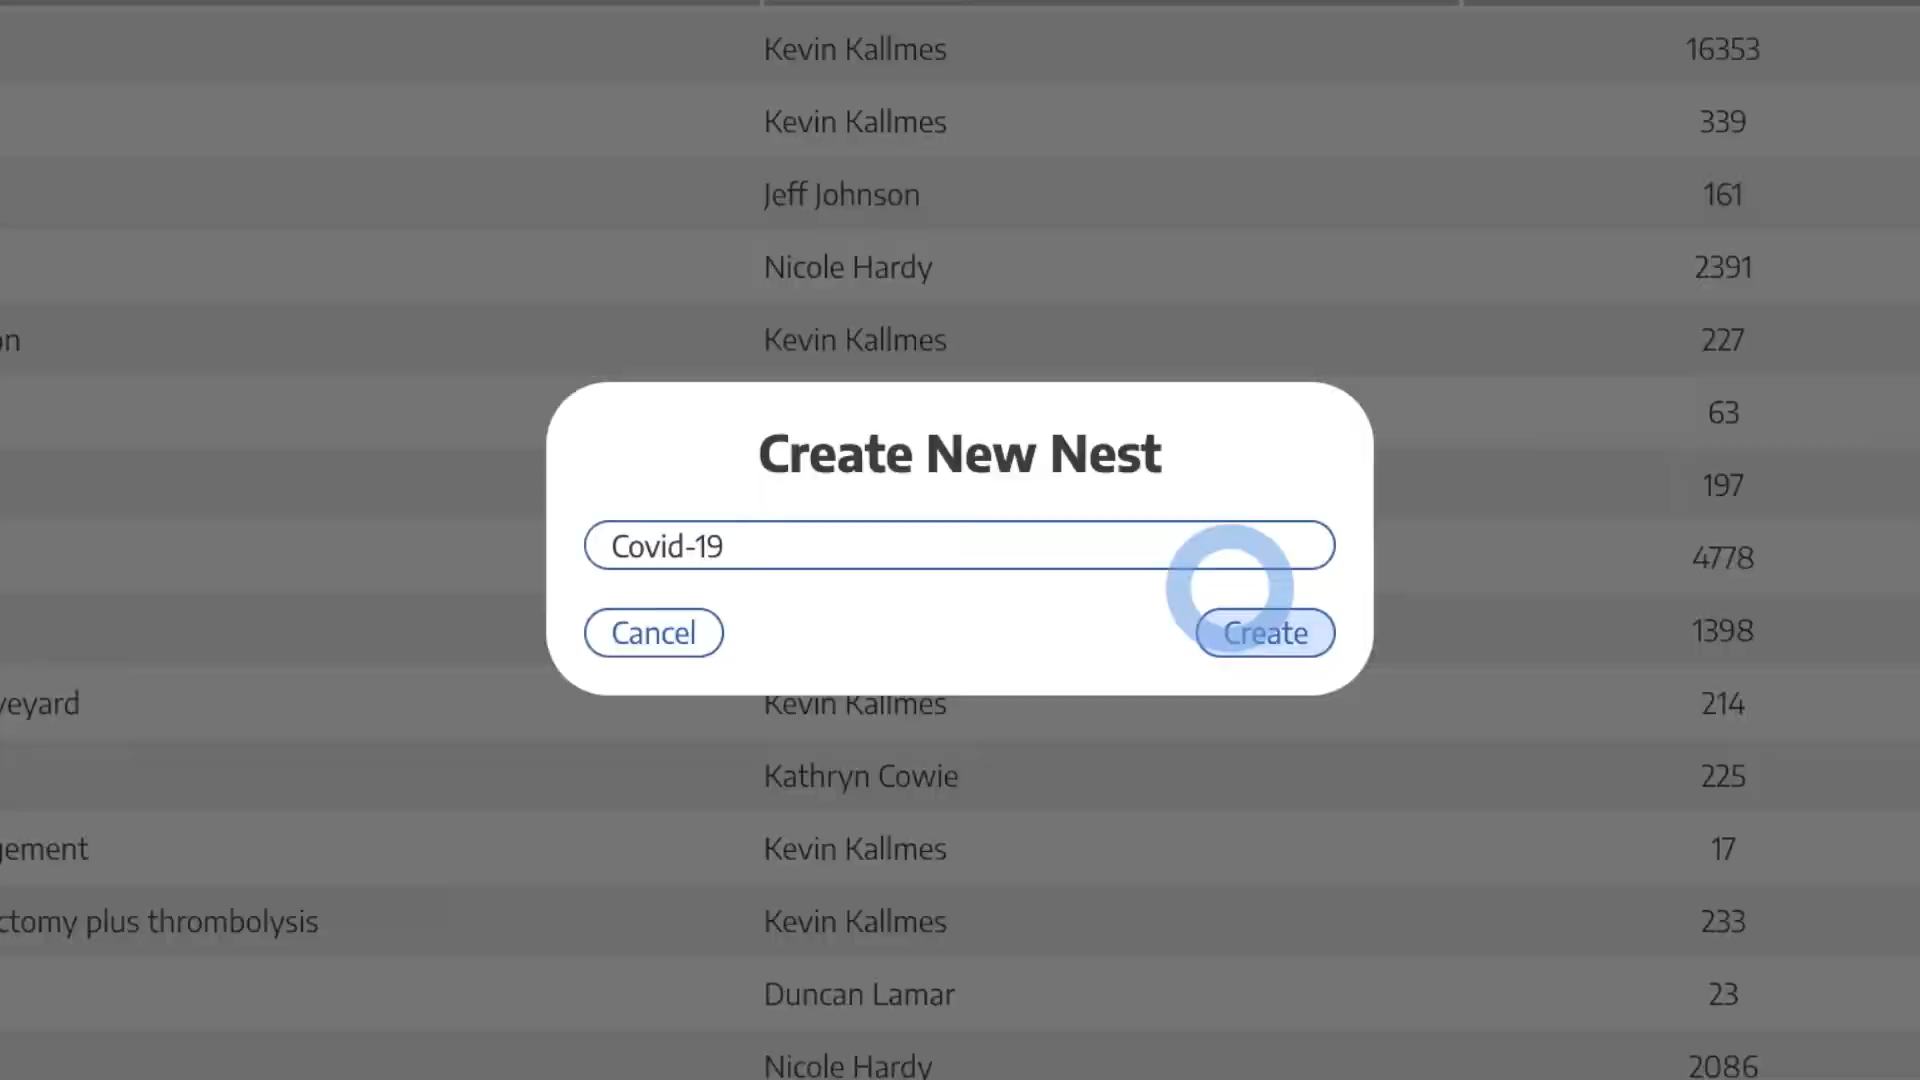 Kevin Kallmes 16353
Kevin Kallmes 339
Jeff Johnson 161
Nicole Hardy 2391
on Kevin Kallmes 227
63
Create New Nest
197
Covid-19
4778
Cancel Create 1398
veyard Kevin Kallmes 214
Kathryn Cowie 225
gement Kevin Kallmes 17
ctomy plus thrombolysis Kevin Kallmes 233
Duncan Lamar 23
Nicole Hardy 2086